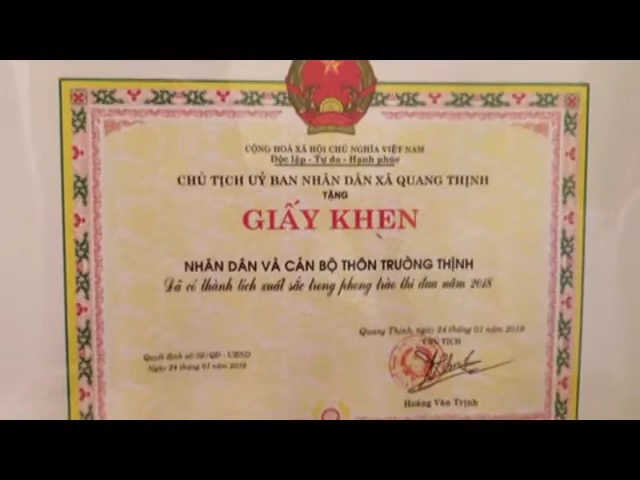 CỘNG HOÀ XÃ HỘI CHỦ NGHĨA VIỆT NAM
Độc lập - Tự do - Hạnh phúc
CHỦ TỊCH UỶ BAN NHÂN DÂN XÃ QUANG THỊNH
TẶNG
GIẤY KHEN
NHÂN DÂN VÀ CÁN BỘ THÔN TRƯỜNG THỊNH
Đã có thành tích xuất sắc trong phong trào thi đua năm 2018
Quang Thịnh, ngày 24 tháng 01 năm 2019
CHỦ TỊCH
Quyết định số /QĐ - UBND
Ngày 24 tháng 01 năm 2019
Hoàng Văn Trịnh